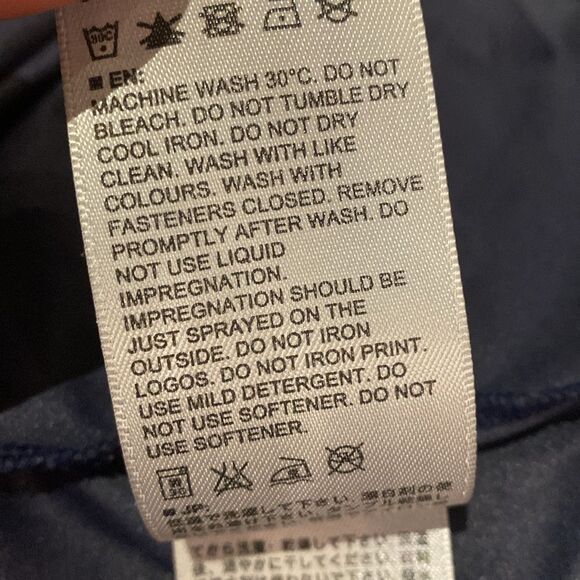 30C
EN:
MACHINE WASH 30°C. DO NOT
BLEACH. DO NOT TUMBLE DRY
COOL IRON. DO NOT DRY
CLEAN. WASH WITH LIKE
COLOURS. WASH WITH
FASTENERS CLOSED. REMOVE
PROMPTLY AFTER WASH. DO
NOT USE LIQUID
IMPREGNATION.
IMPREGNATION SHOULD BE
JUST SPRAYED ON THE
OUTSIDE. DO NOT IRON
LOGOS. DO NOT IRON PRINT.
USE MILD DETERGENT. DO
NOT USE SOFTENER. DO NOT
USE SOFTENER.
JP: